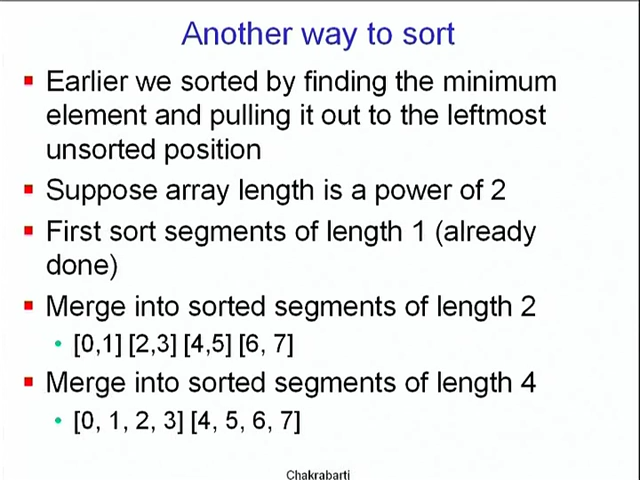 Another way to sort
▪ Earlier we sorted by finding the minimum
element and pulling it out to the leftmost
unsorted position
▪ Suppose array length is a power of 2
▪ First sort segments of length 1 (already
done)
▪ Merge into sorted segments of length 2
• [0,1] [2,3] [4,5] [6, 7]
▪ Merge into sorted segments of length 4
• [0, 1, 2, 3] [4, 5, 6, 7]
Chakrabarti